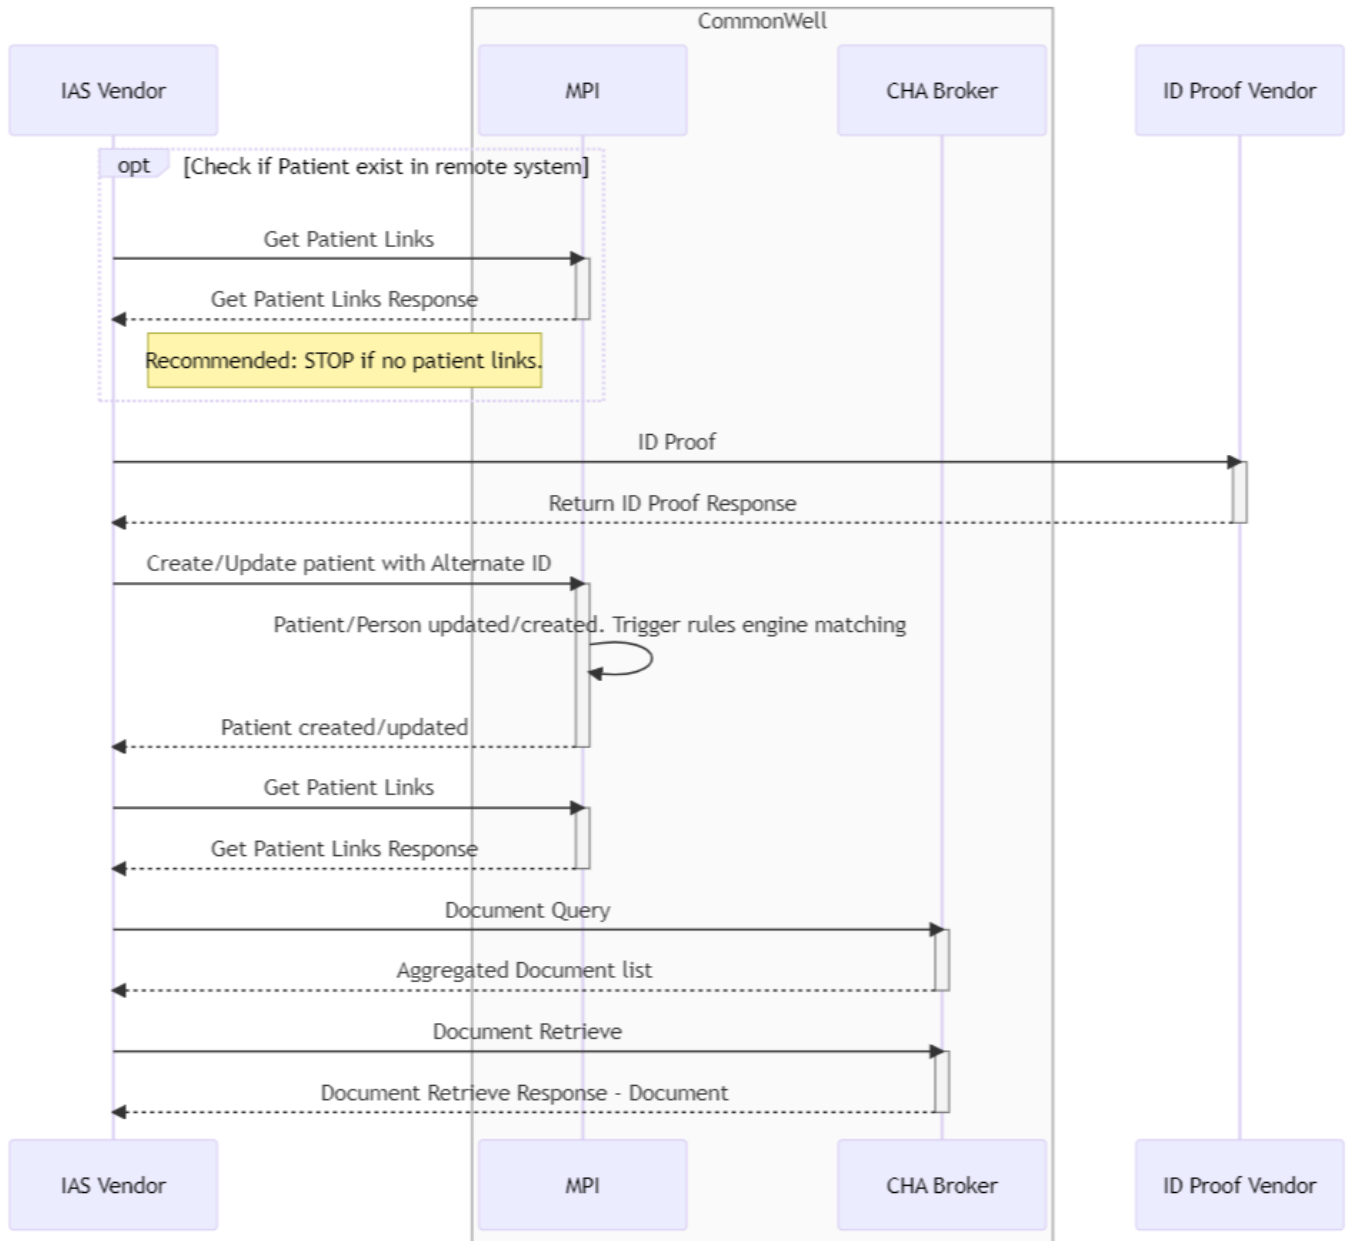 CommonWell
IAS Vendor
MPI
CHA Broker
ID Proof Vendor
opt
[Check if Patient exist in remote system]
Get Patient Links
Get Patient Links Response
Recommended: STOP if no patient links.
ID Proof
Return ID Proof Response
Create/Update patient with Alternate ID
Patient/Person updated/created. Trigger rules engine matching
Patient created/updated
Get Patient Links
Get Patient Links Response
Document Query
Aggregated Document list
Document Retrieve
Document Retrieve Response - Document
IAS Vendor
MPI
CHA Broker
ID Proof Vendor